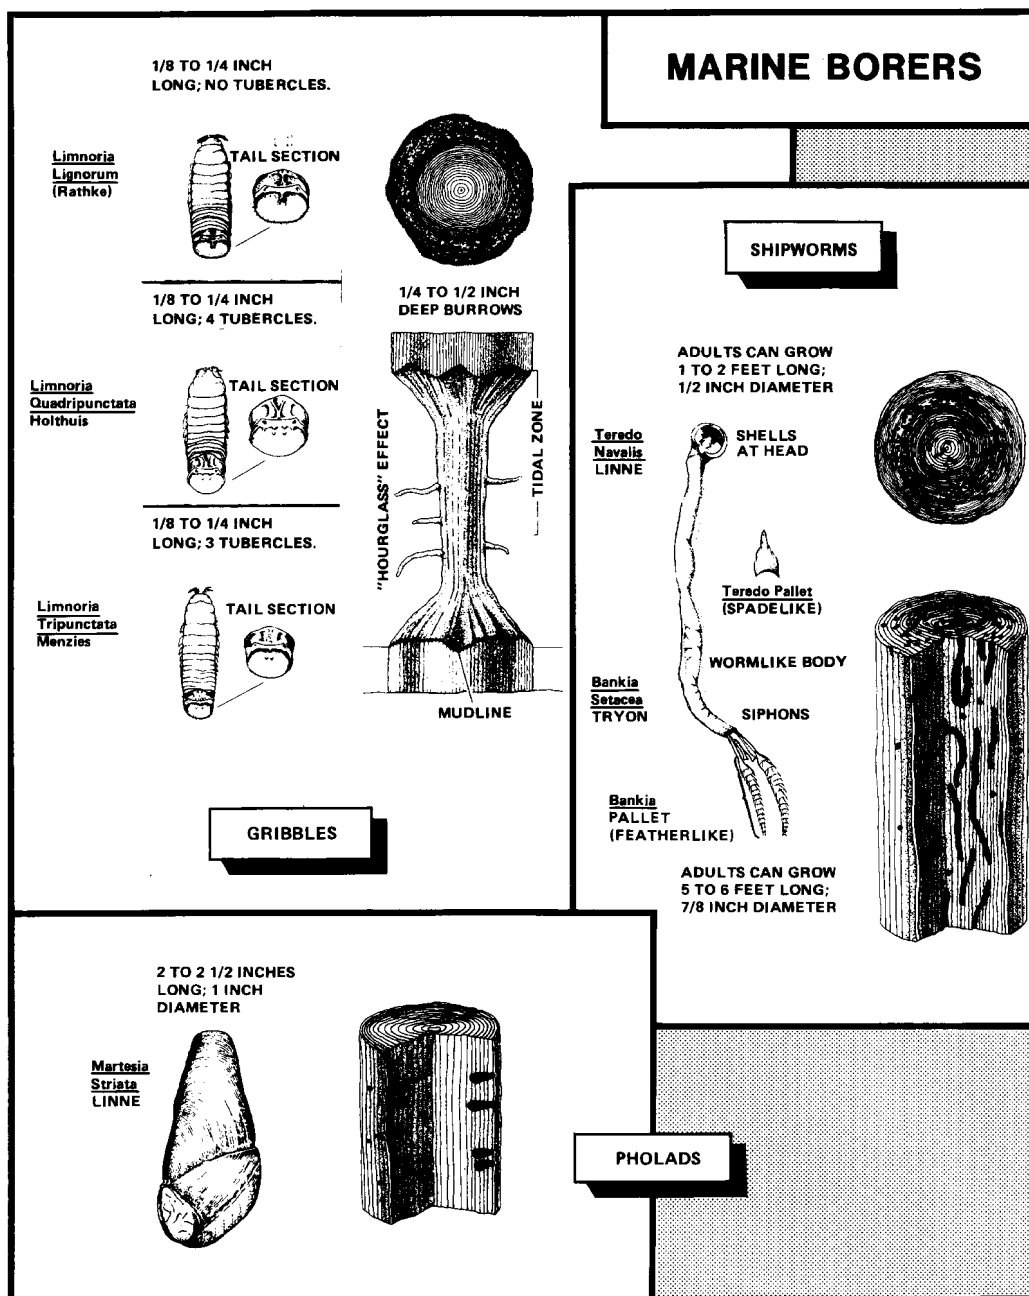 MARINE BORERS
1/8 TO 1/4 INCH
LONG; NO TUBERCLES.
Limnoria
Lignorum
(Rathke)
TAIL SECTION
1/8 TO 1/4 INCH
LONG; 4 TUBERCLES.
Limnoria
Quadripunctata
Holthuis
TAIL SECTION
1/8 TO 1/4 INCH
LONG; 3 TUBERCLES.
Limnoria
Tripunctata
Menzies
TAIL SECTION
1/4 TO 1/2 INCH
DEEP BURROWS
"HOURGLASS" EFFECT
TIDAL ZONE
MUDLINE
GRIBBLES
SHIPWORMS
ADULTS CAN GROW
1 TO 2 FEET LONG;
1/2 INCH DIAMETER
Teredo
Navalis
LINNE
SHELLS
AT HEAD
Teredo Pallet
(SPADELIKE)
WORMLIKE BODY
Bankia
Setacea
TRYON
SIPHONS
Bankia
PALLET
(FEATHERLIKE)
ADULTS CAN GROW
5 TO 6 FEET LONG;
7/8 INCH DIAMETER
2 TO 2 1/2 INCHES
LONG; 1 INCH
DIAMETER
Martesia
Striata
LINNE
PHOLADS